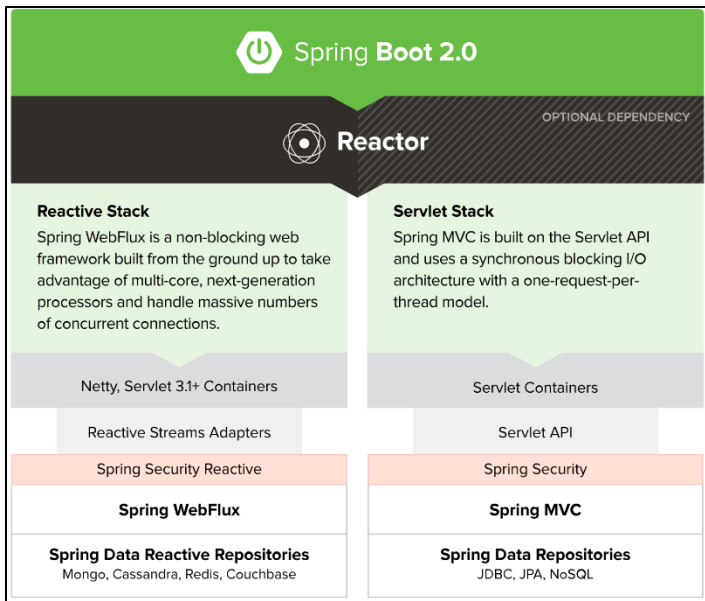 Spring Boot 2.0
OPTIONAL DEPENDENCY
Reactor
Reactive Stack
Spring WebFlux is a non-blocking web
framework built from the ground up to take
advantage of multi-core, next-generation
processors and handle massive numbers
of concurrent connections.
Servlet Stack
Spring MVC is built on the Servlet API
and uses a synchronous blocking I/O
architecture with a one-request-per-
thread model.
Netty, Servlet 3.1+ Containers
Servlet Containers
Reactive Streams Adapters
Servlet API
Spring Security Reactive
Spring Security
Spring WebFlux
Spring MVC
Spring Data Reactive Repositories
Mongo, Cassandra, Redis, Couchbase
Spring Data Repositories
JDBC, JPA, NoSQL